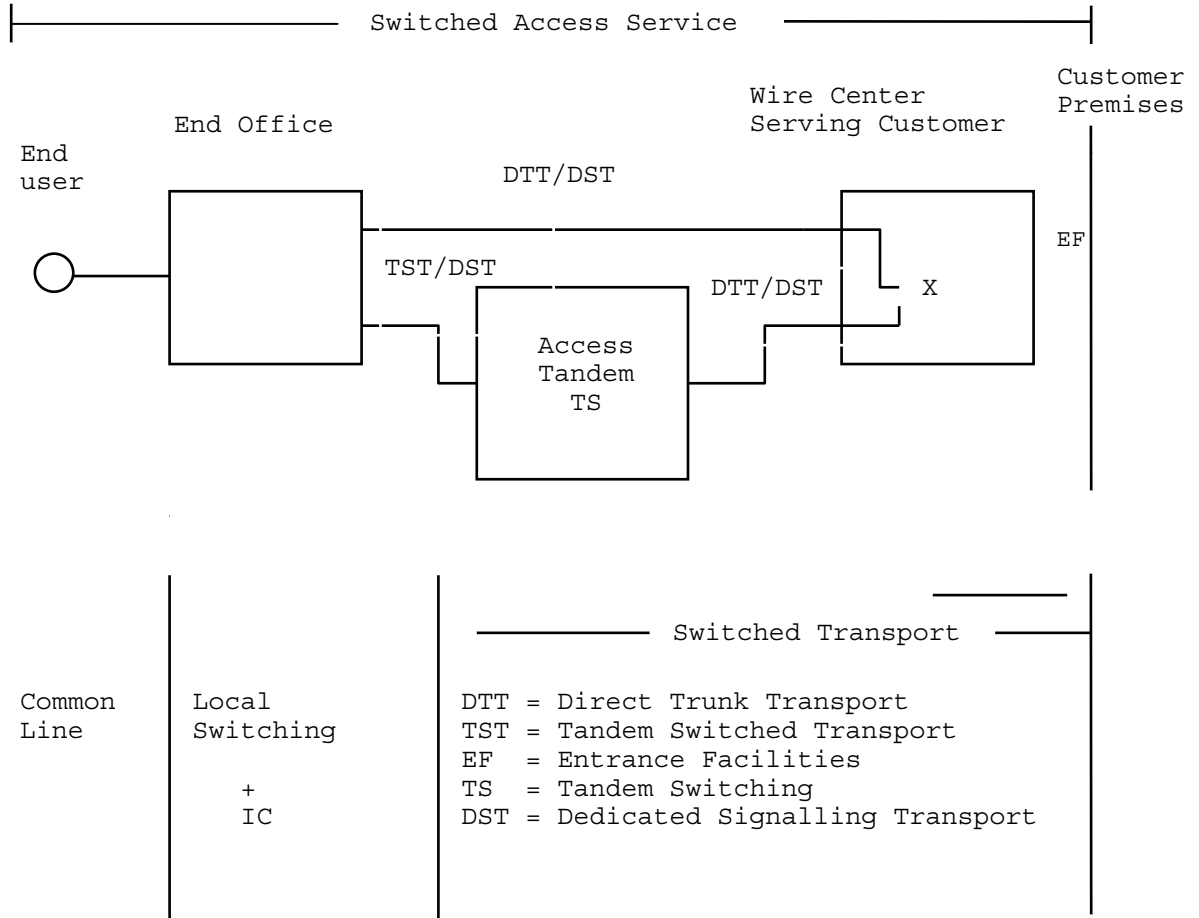 Switched Access Service
Customer
Premises
Wire Center
Serving Customer
End Office
End
user
DTT/DST
EF
TST/DST
DTT/DST
X
Access
Tandem
TS
Switched Transport
Common
Line
Local
Switching
+
IC
DTT = Direct Trunk Transport
TST = Tandem Switched Transport
EF = Entrance Facilities
TS = Tandem Switching
DST = Dedicated Signalling Transport